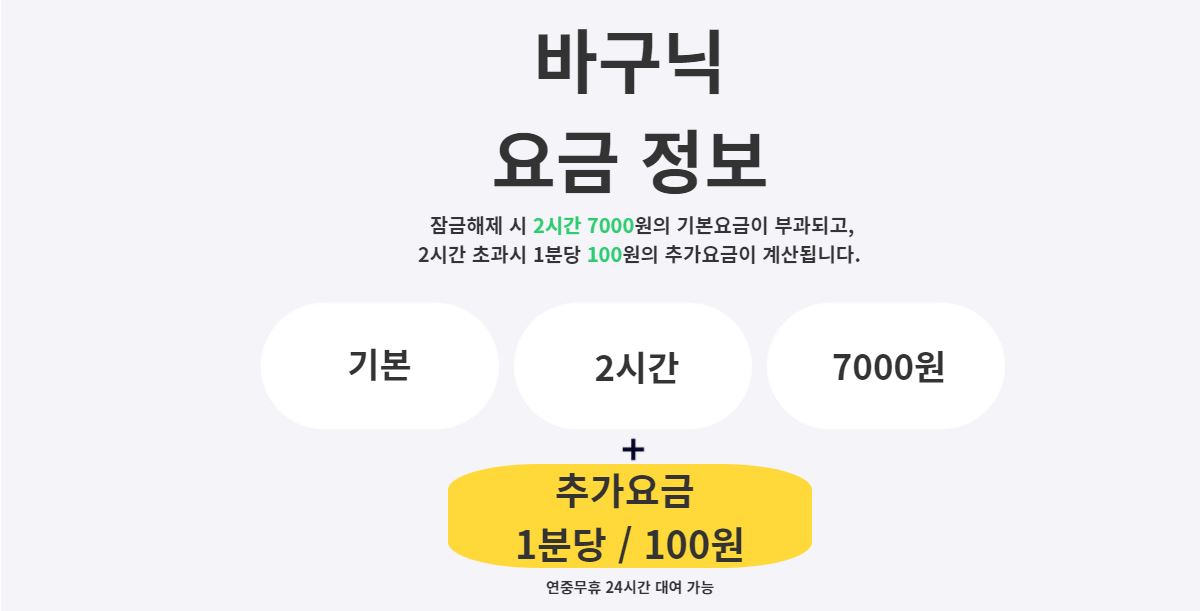 바구닉
요금 정보
잠금해제 시 2시간 7000원의 기본요금이 부과되고,
2시간 초과시 1분당 100원의 추가요금이 계산됩니다.
기본 2시간 7000원
+
추가요금
1분당 / 100원
연중무휴 24시간 대여 가능